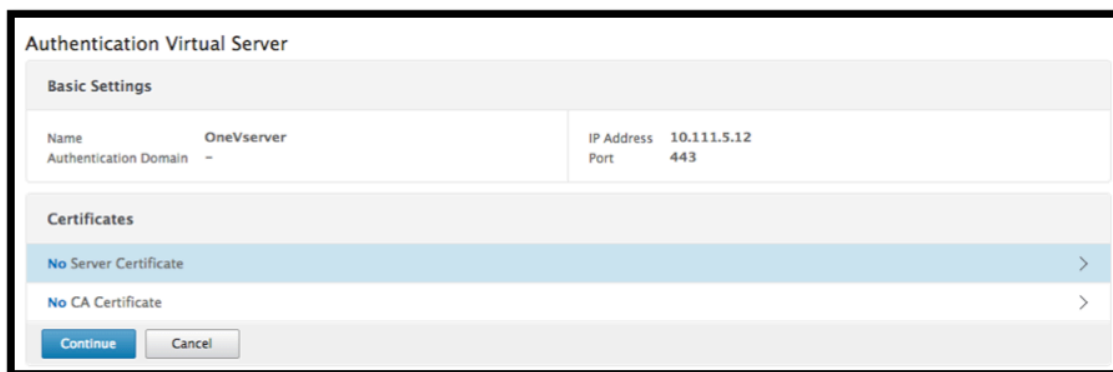 Authentication Virtual Server
Basic Settings
Name OneVserver IP Address 10.111.5.12
Authentication Domain – Port 443
Certificates
No Server Certificate
No CA Certificate
Continue Cancel